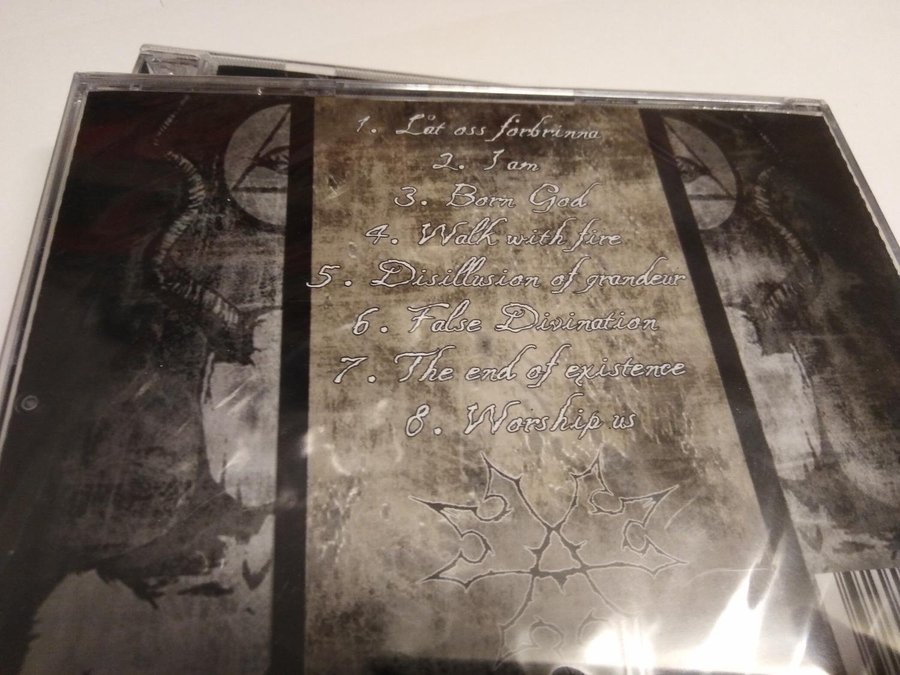 1. Låt oss förbrinna
2. I am
3. Born God
4. Walk with fire
5. Disillusion of grandeur
6. False Divination
7. The end of existence
8. Worship us